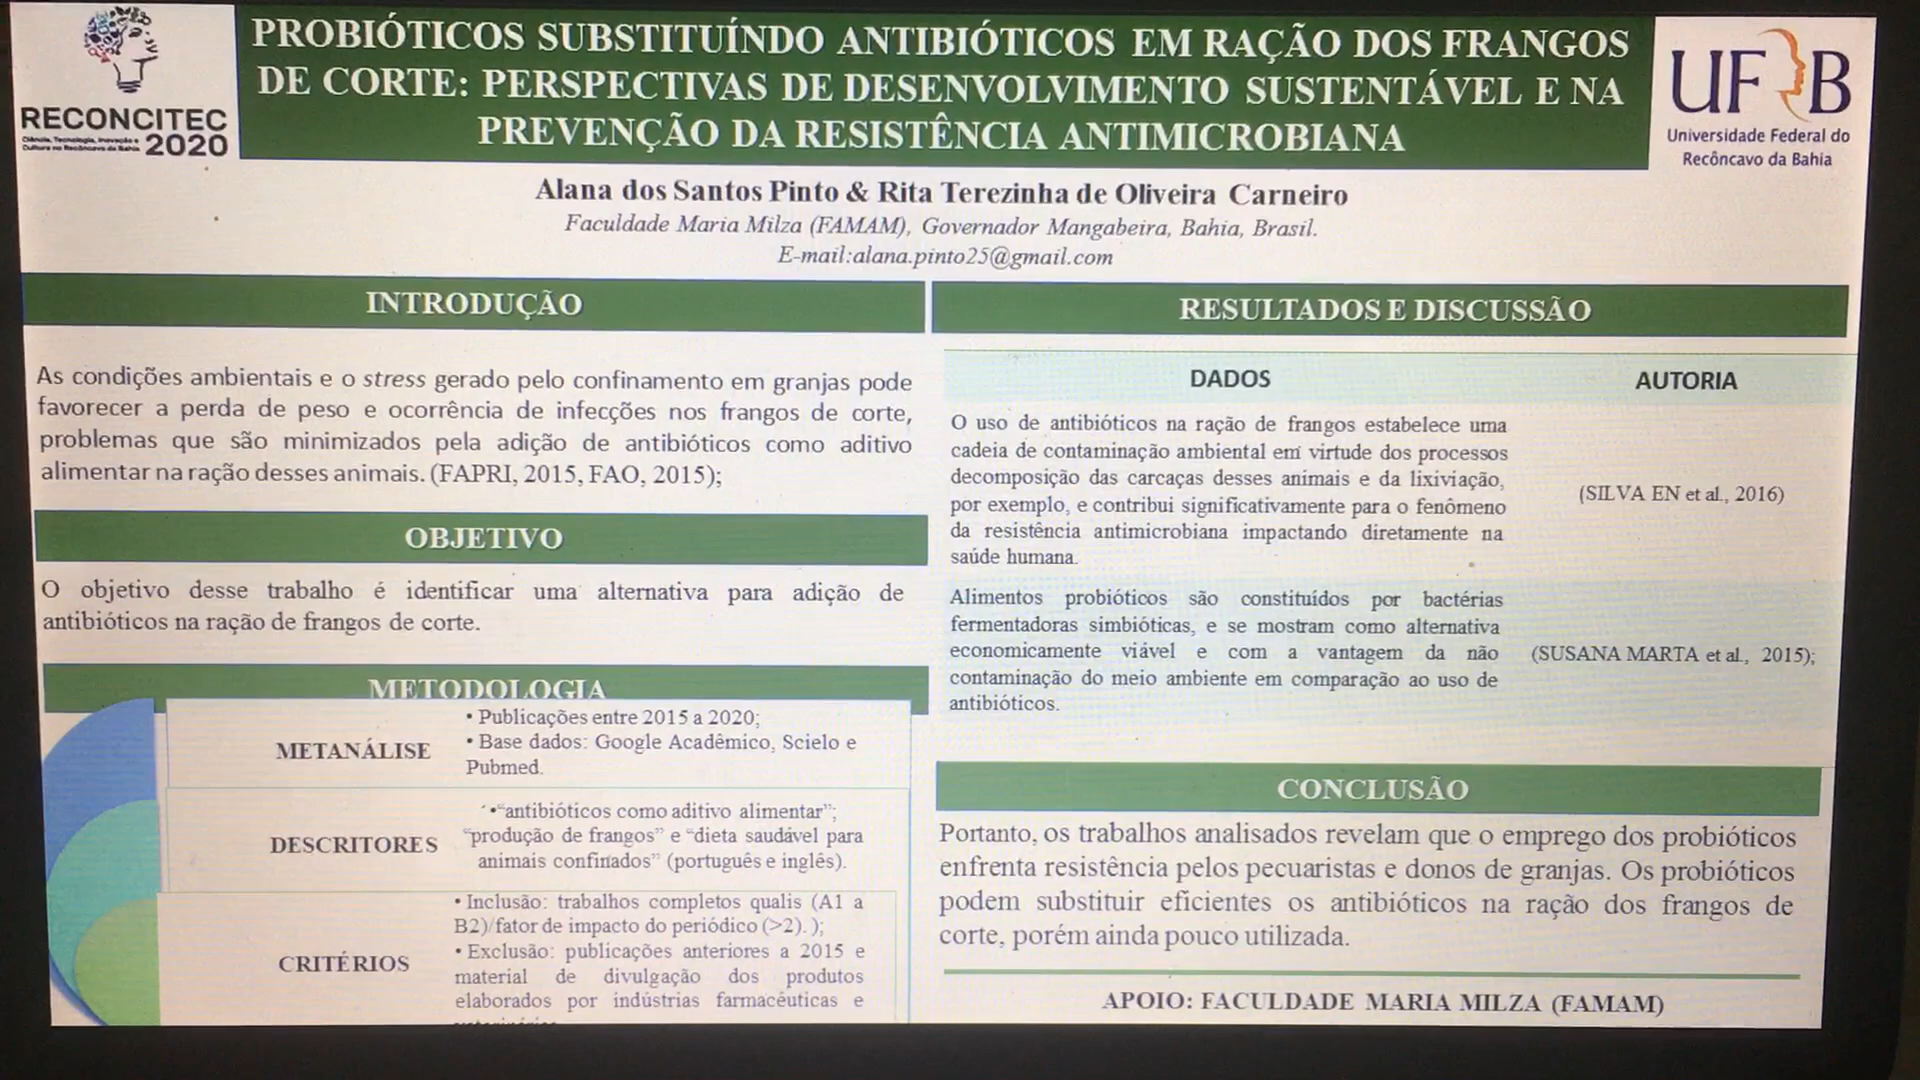 RECONCITEC
Ciência, Tecnologia, Inovação e
Cultura no Recôncavo da Bahia 2020
PROBIÓTICOS SUBSTITUÍNDO ANTIBIÓTICOS EM RAÇÃO DOS FRANGOS
DE CORTE: PERSPECTIVAS DE DESENVOLVIMENTO SUSTENTÁVEL E NA
PREVENÇÃO DA RESISTÊNCIA ANTIMICROBIANA
UFRB
Universidade Federal do
Recôncavo da Bahia
Alana dos Santos Pinto & Rita Terezinha de Oliveira Carneiro
Faculdade Maria Milza (FAMAM), Governador Mangabeira, Bahia, Brasil.
E-mail:alana.pinto25@gmail.com
INTRODUÇÃO
As condições ambientais e o stress gerado pelo confinamento em granjas pode
favorecer a perda de peso e ocorrência de infecções nos frangos de corte,
problemas que são minimizados pela adição de antibióticos como aditivo
alimentar na ração desses animais. (FAPRI, 2015, FAO, 2015);
OBJETIVO
O objetivo desse trabalho é identificar uma alternativa para adição de
antibióticos na ração de frangos de corte.
METODOLOGIA
METANÁLISE
• Publicações entre 2015 a 2020;
• Base dados: Google Acadêmico, Scielo e
Pubmed.
DESCRITORES
•“antibióticos como aditivo alimentar”;
“produção de frangos” e “dieta saudável para
animais confinados” (português e inglês).
CRITÉRIOS
• Inclusão: trabalhos completos qualis (A1 a
B2)/fator de impacto do periódico (>2). );
• Exclusão: publicações anteriores a 2015 e
material de divulgação dos produtos
elaborados por indústrias farmacêuticas e
RESULTADOS E DISCUSSÃO
DADOS
AUTORIA
O uso de antibióticos na ração de frangos estabelece uma
cadeia de contaminação ambiental em virtude dos processos
decomposição das carcaças desses animais e da lixiviação,
por exemplo, e contribui significativamente para o fenômeno
da resistência antimicrobiana impactando diretamente na
saúde humana.
(SILVA EN et al., 2016)
Alimentos probióticos são constituídos por bactérias
fermentadoras simbióticas, e se mostram como alternativa
economicamente viável e com a vantagem da não
contaminação do meio ambiente em comparação ao uso de
antibióticos.
(SUSANA MARTA et al., 2015);
CONCLUSÃO
Portanto, os trabalhos analisados revelam que o emprego dos probióticos
enfrenta resistência pelos pecuaristas e donos de granjas. Os probióticos
podem substituir eficientes os antibióticos na ração dos frangos de
corte, porém ainda pouco utilizada.
APOIO: FACULDADE MARIA MILZA (FAMAM)